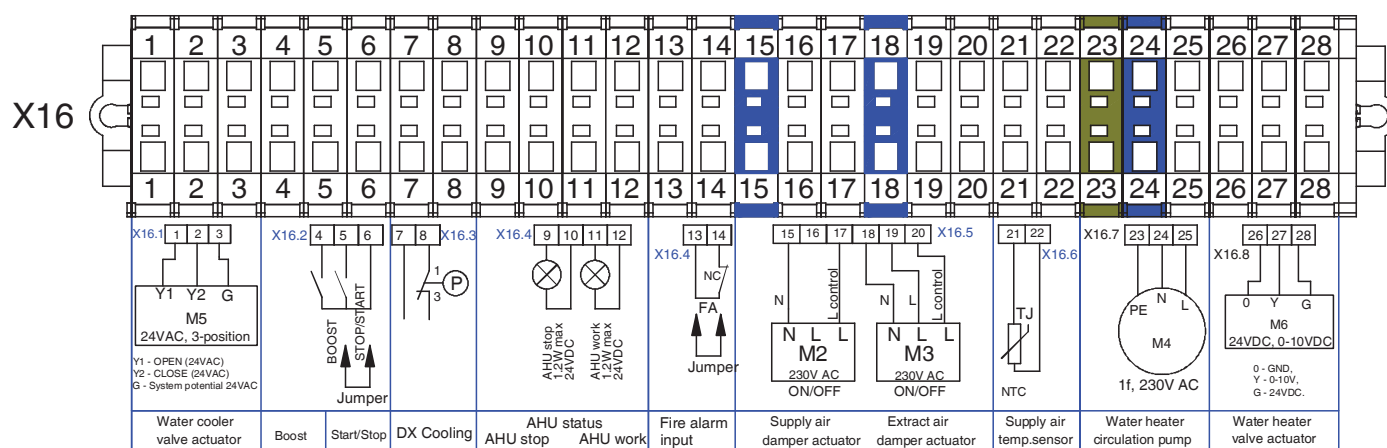 1 2 3 4 5 6 7 8 9 10 11 12 13 14 15 16 17 18 19 20 21 22 23 24 25 26 27 28
X16
1 2 3 4 5 6 7 8 9 10 11 12 13 14 15 16 17 18 19 20 21 22 23 24 25 26 27 28
X16.1
1 2 3
Y1 Y2 G
M5
24VAC, 3-position
Y1 - OPEN (24VAC)
Y2 - CLOSE (24VAC)
G - System potential 24VAC
Water cooler
valve actuator
X16.2
4 5 6
BOOST
STOP/START
Jumper
Boost
Start/Stop
7 8
X16.3
1
P
3
DX Cooling
X16.4
9 10 11 12
AHU stop
1.2W max
24VDC
AHU work
1.2W max
24VDC
AHU status
AHU stop AHU work
13 14
X16.4
NC
FA
Jumper
Fire alarm
input
15 16 17 18 19 20
X16.5
N
L control
N L L
M2
230V AC
ON/OFF
Supply air
damper actuator
N
L
L control
N L L
M3
230V AC
ON/OFF
Extract air
damper actuator
21 22
X16.6
TJ
NTC
Supply air
temp.sensor
X16.7
23 24 25
PE N L
M4
1f, 230V AC
Water heater
circulation pump
26 27 28
X16.8
0 Y G
M6
24VDC, 0-10VDC
0 - GND,
Y - 0-10V,
G - 24VDC.
Water heater
valve actuator